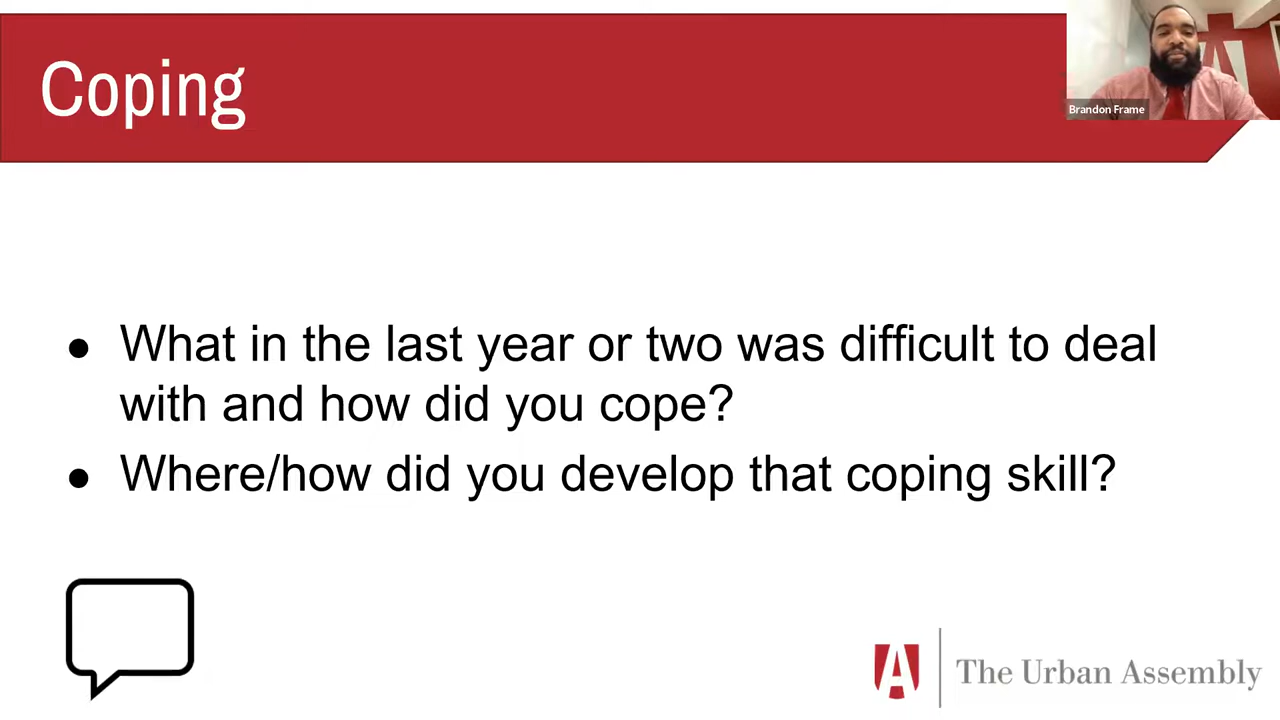 Coping
Brandon Frame
● What in the last year or two was difficult to deal
with and how did you cope?
● Where/how did you develop that coping skill?
A
The Urban Assembly